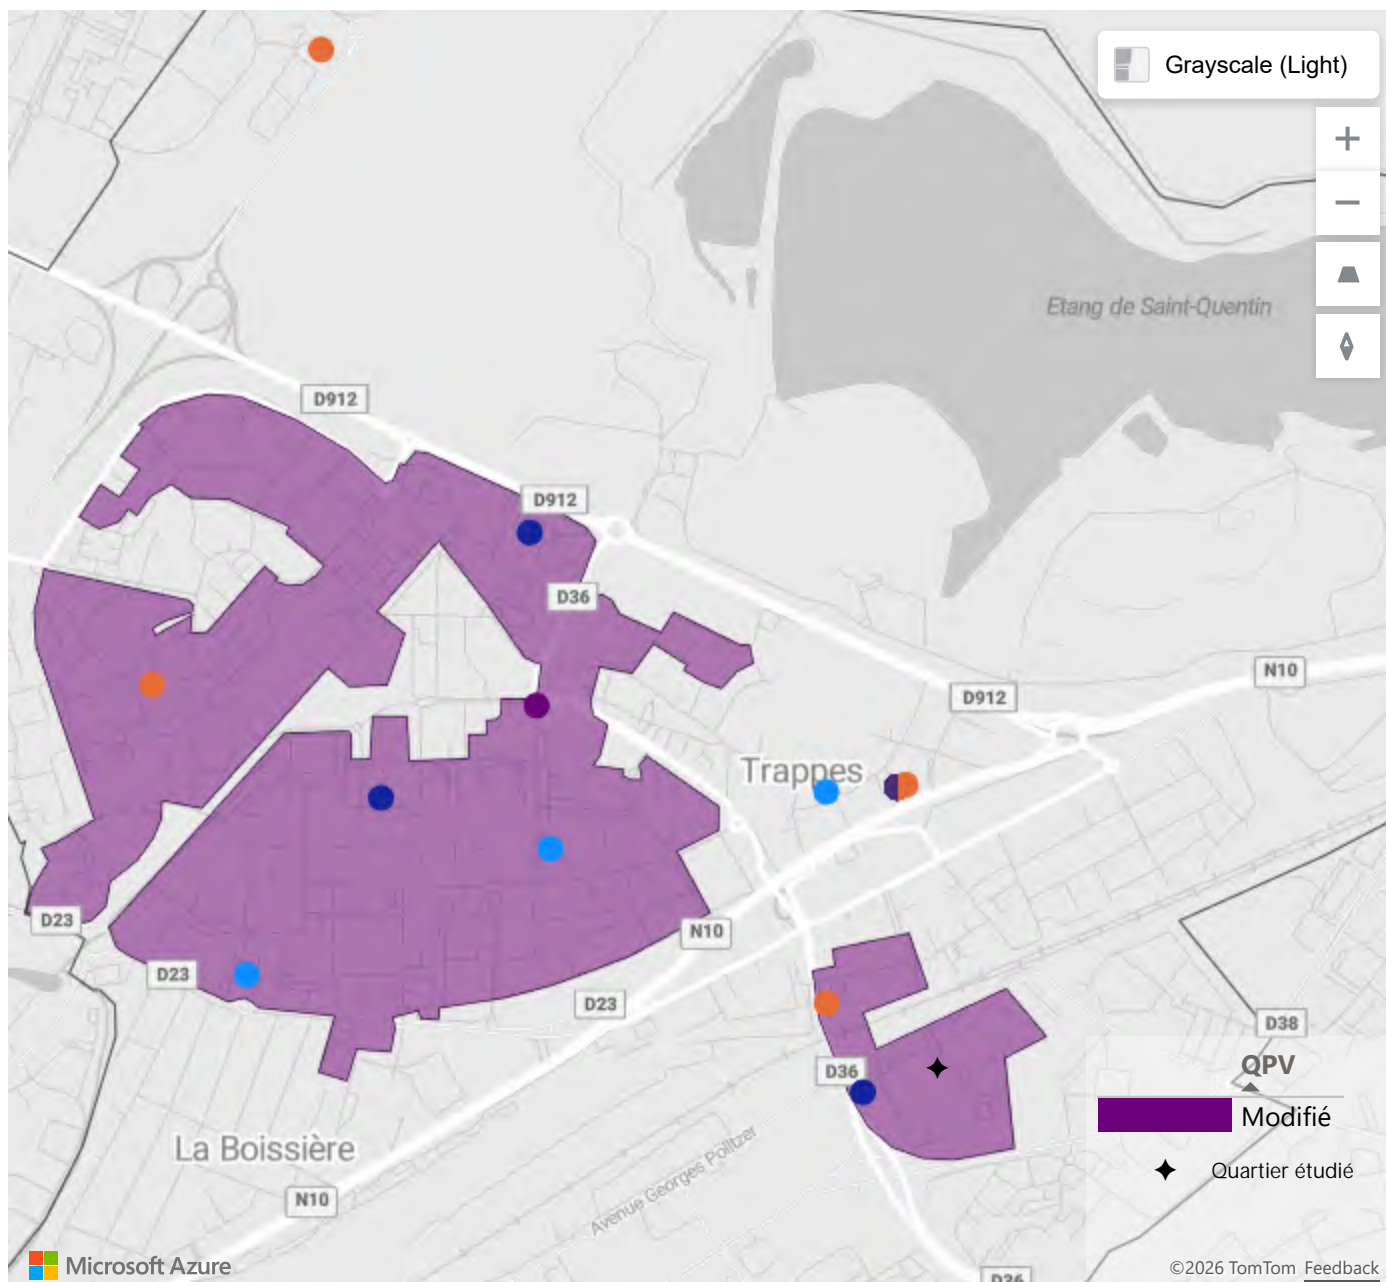 Grayscale (Light)
Etang de Saint-Quentin
D912
D912
D36
N10
D912
Trappes
D23
N10
D23
D23
D38
D36
QPV
Modifié
La Boissière
Avenue Georges Politzer
Quartier étudié
N10
Microsoft Azure
©2026 TomTom Feedback
D36